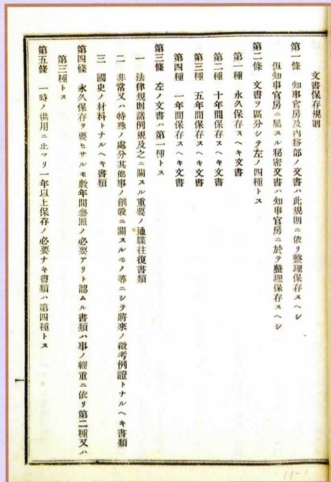 文書保存規則
第一條 知事官房及內務部ノ文書ハ此規則ニ依リ整理保存スヘシ
但知事官房ニ屬スル秘密文書ハ知事官房ニ於テ整理保存スヘシ
第二條 文書ヲ區分シテ左ノ四種トス
第一種 永久保存スヘキ文書
第二種 十年間保存スヘキ文書
第三種 五年間保存スヘキ文書
第四種 一年間保存スヘキ文書
第三條 左ノ文書ハ第一種トス
一 法律規則諸例規及之ニ關スル重要ノ通牒往復書類
二 非常又ハ特殊ノ處分其他事ノ創設ニ關スルモノ等ニシテ將來ノ徵考例證トナルヘキ書類
三 國史ノ材料トナルヘキ書類
第四條 永久保存ヲ要セサルモ數年間參照ノ必要アリト認ムル書類ハ事ノ輕重ニ依リ第二種又ハ
第三種トス
第五條 一時ノ供用ニ止マリ一年以上保存ノ必要ナキ書類ハ第四種トス
一